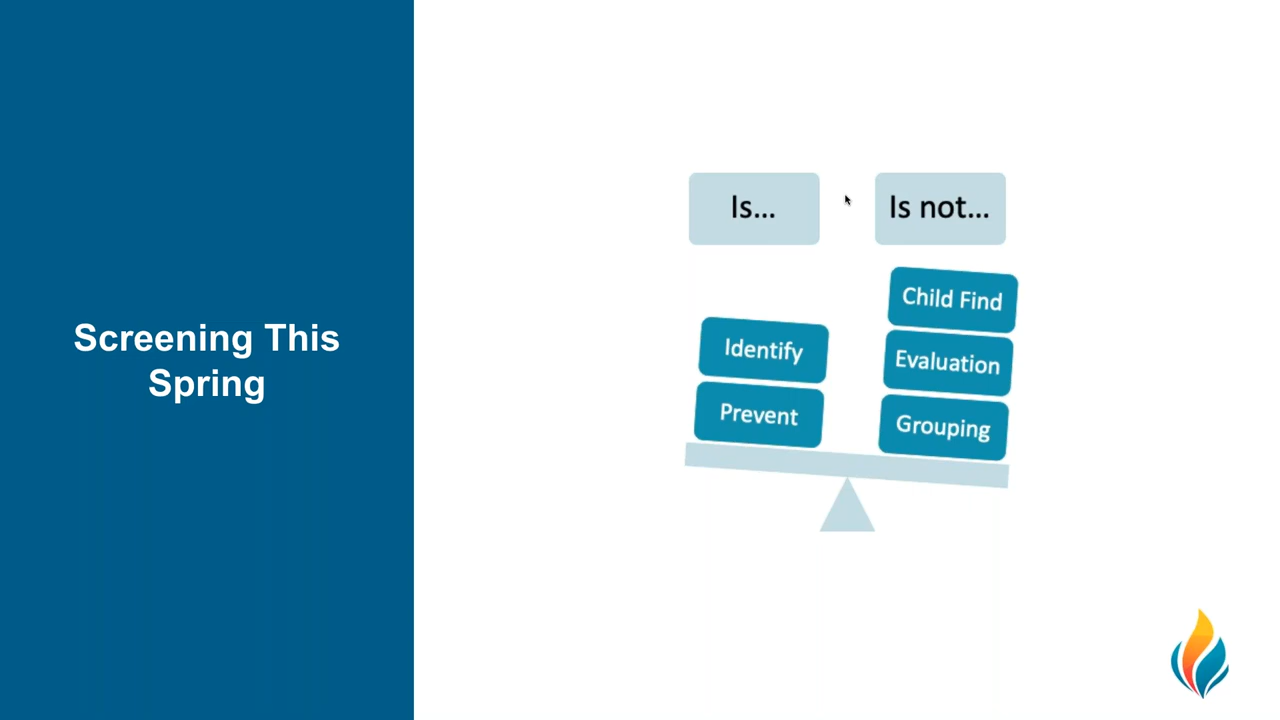 Screening This
Spring
Is...
Is not...
Identify
Prevent
Child Find
Evaluation
Grouping